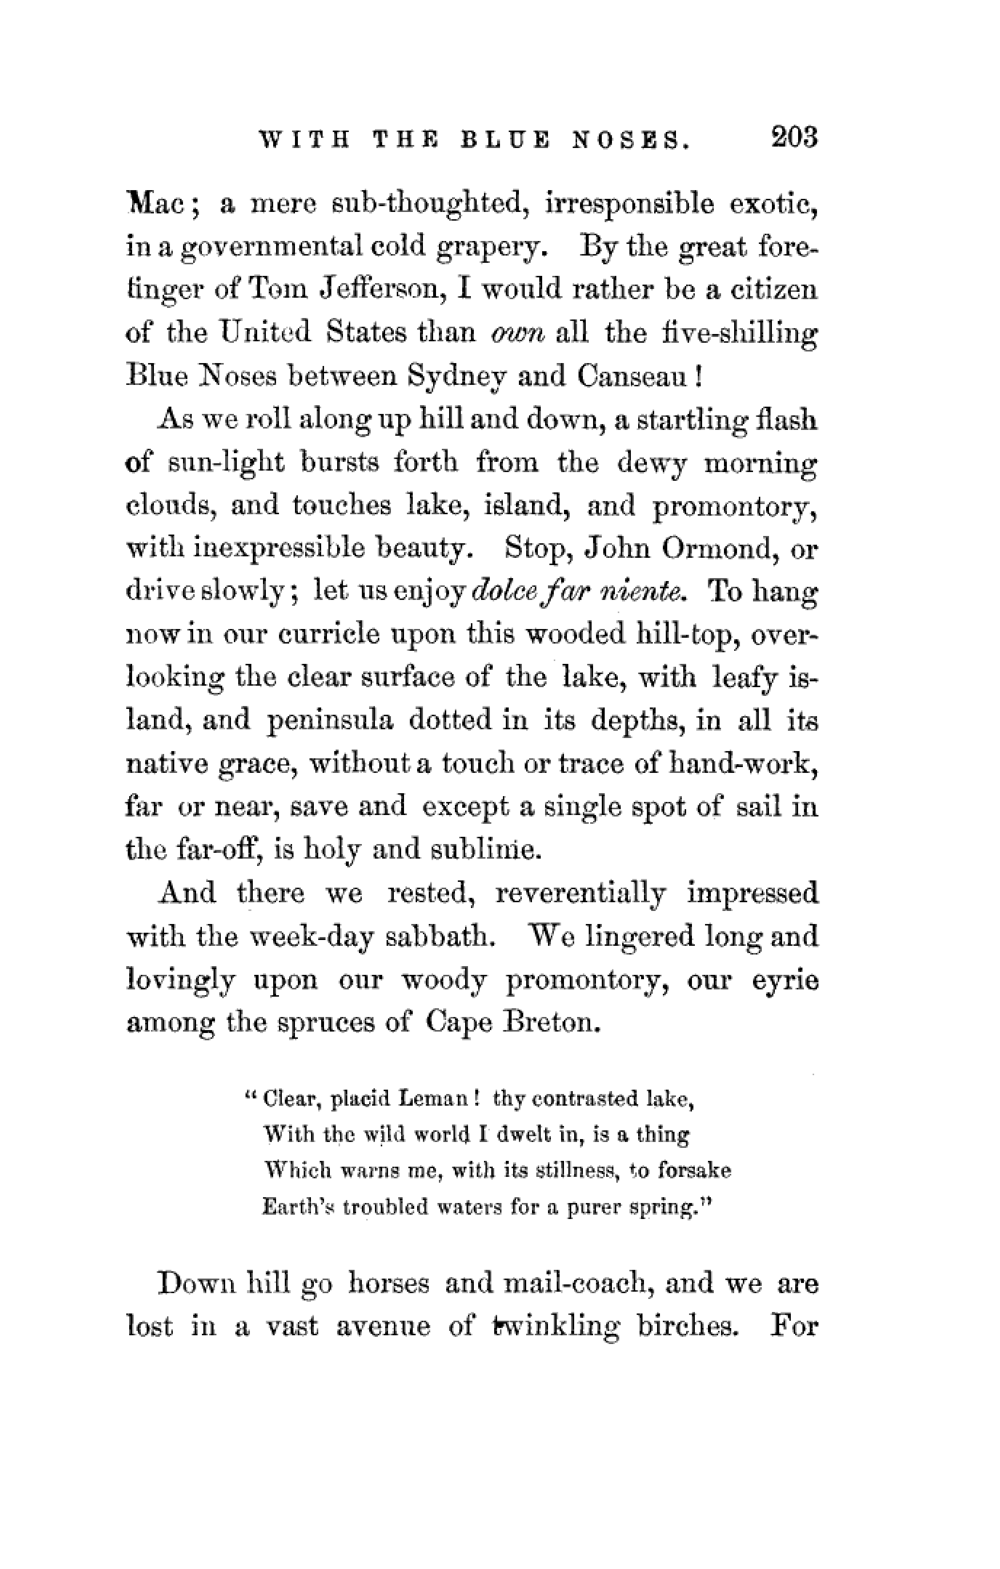 WITH THE BLUE NOSES. 203
Mac; a mere sub-thoughted, irresponsible exotic,
in a governmental cold grapery. By the great fore-
finger of Tom Jefferson, I would rather be a citizen
of the United States than own all the five-shilling
Blue Noses between Sydney and Canseau!
As we roll along up hill and down, a startling flash
of sun-light bursts forth from the dewy morning
clouds, and touches lake, island, and promontory,
with inexpressible beauty. Stop, John Ormond, or
drive slowly; let us enjoy dolce far niente. To hang
now in our curricle upon this wooded hill-top, over-
looking the clear surface of the lake, with leafy is-
land, and peninsula dotted in its depths, in all its
native grace, without a touch or trace of hand-work,
far or near, save and except a single spot of sail in
the far-off, is holy and sublime.
And there we rested, reverentially impressed
with the week-day sabbath. We lingered long and
lovingly upon our woody promontory, our eyrie
among the spruces of Cape Breton.
"Clear, placid Leman! thy contrasted lake,
With the wild world I dwelt in, is a thing
Which warns me, with its stillness, to forsake
Earth's troubled waters for a purer spring."
Down hill go horses and mail-coach, and we are
lost in a vast avenue of twinkling birches. For